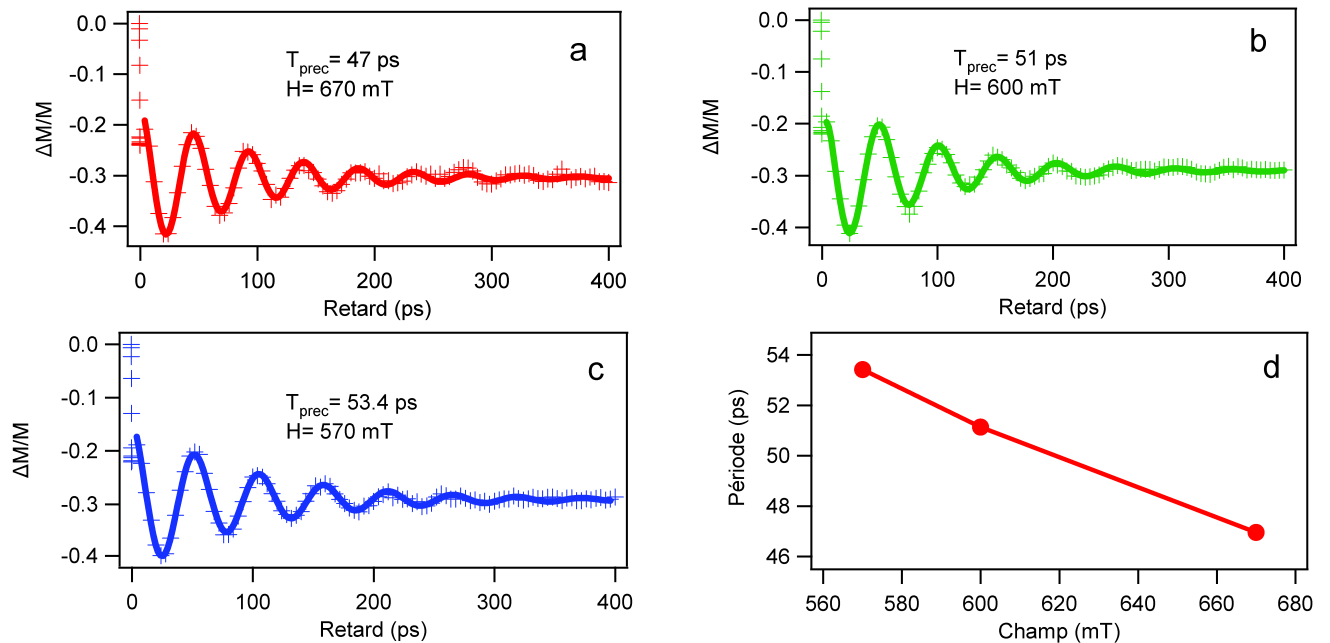 a
T_prec= 47 ps
H= 670 mT
ΔM/M
0.0
-0.1
-0.2
-0.3
-0.4
0 100 200 300 400
Retard (ps)
b
T_prec= 51 ps
H= 600 mT
ΔM/M
0.0
-0.1
-0.2
-0.3
-0.4
0 100 200 300 400
Retard (ps)
c
T_prec= 53.4 ps
H= 570 mT
ΔM/M
0.0
-0.1
-0.2
-0.3
-0.4
0 100 200 300 400
Retard (ps)
d
Période (ps)
54
52
50
48
46
560 580 600 620 640 660 680
Champ (mT)